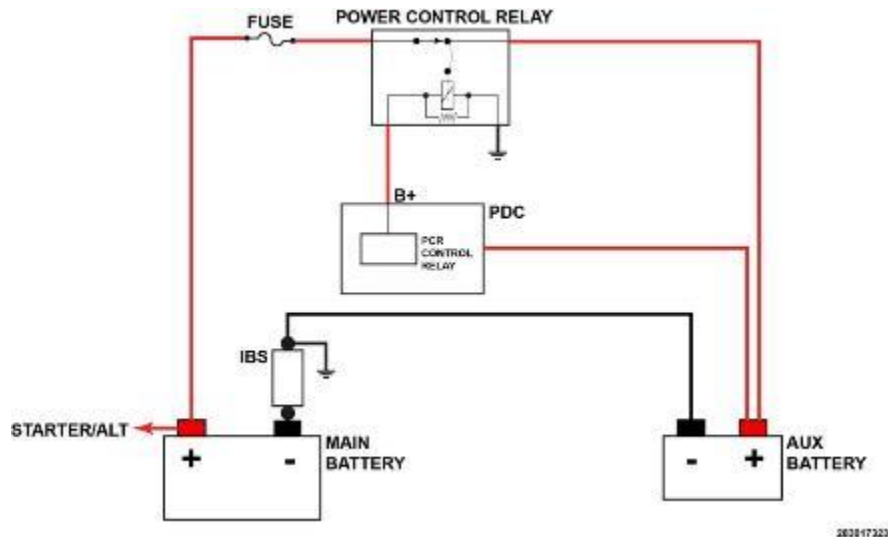 POWER CONTROL RELAY
FUSE
B+
PDC
PCR
CONTROL
RELAY
IBS
STARTER/ALT
+
-
MAIN
BATTERY
-
+
AUX
BATTERY